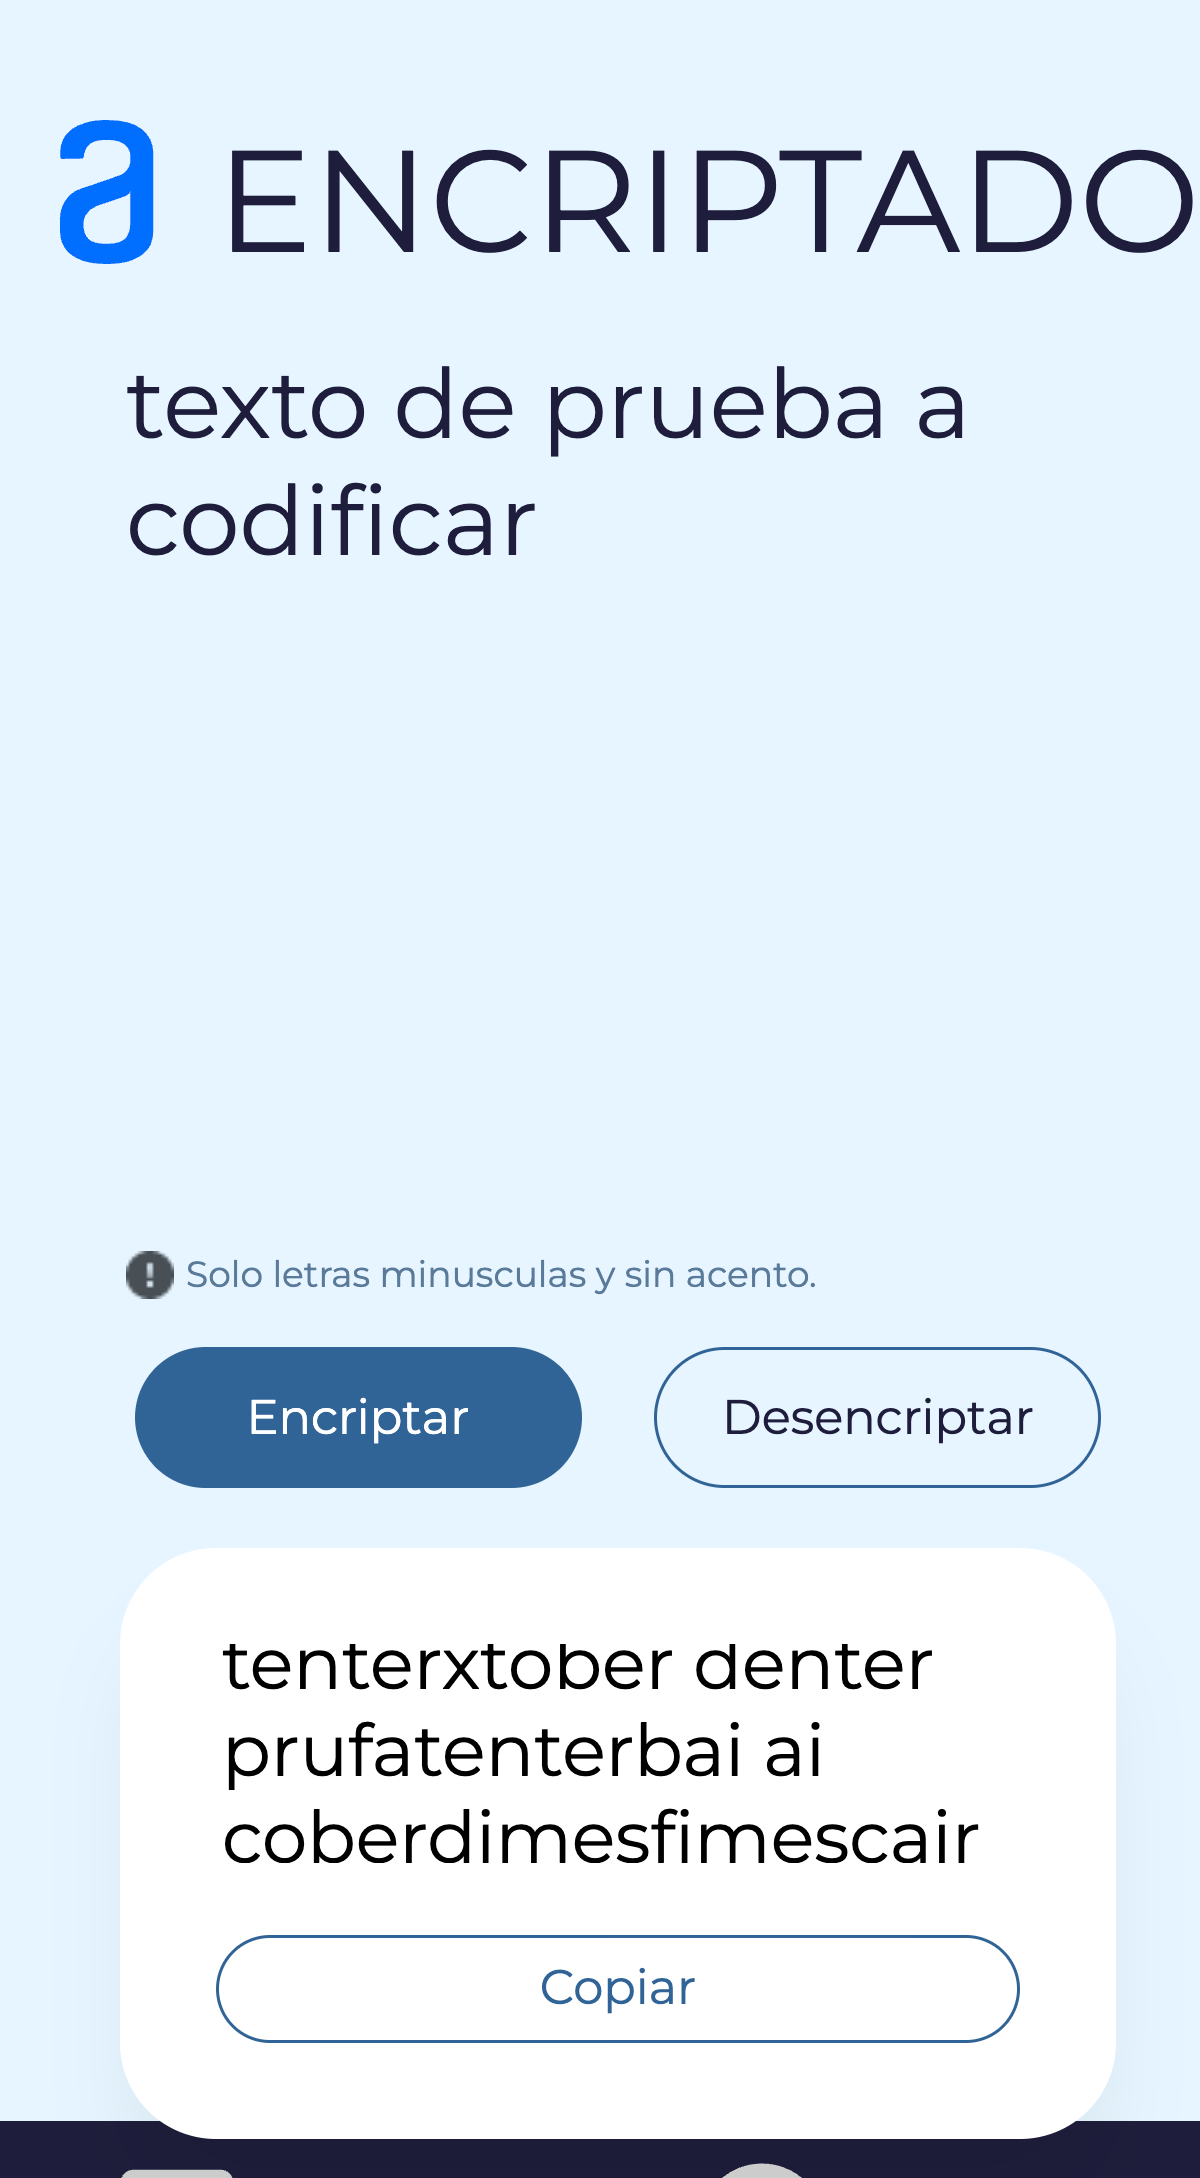 a ENCRIPTADO
texto de prueba a
codificar
! Solo letras minusculas y sin acento.
Encriptar
Desencriptar
tenterxtober denter
prufatenterbai ai
coberdimesfimescair
Copiar